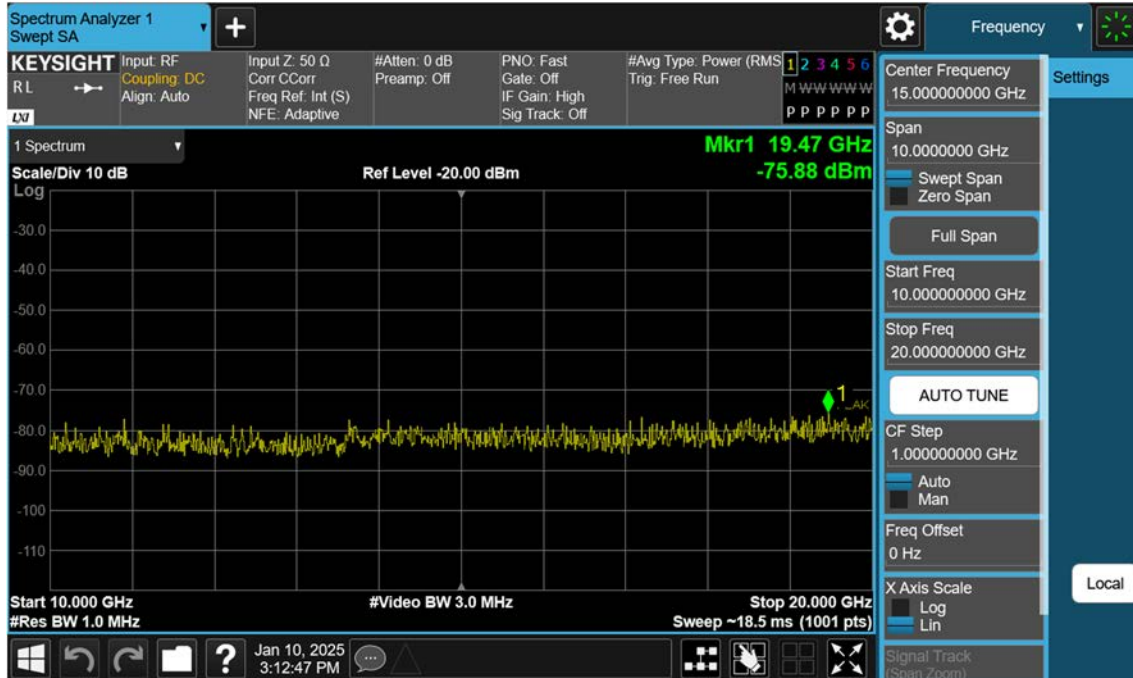 Spectrum Analyzer 1
Swept SA
Frequency
KEYSIGHT
R L
LXI
Input: RF
Coupling: DC
Align: Auto
Input Z: 50 Ω
Corr CCorr
Freq Ref: Int (S)
NFE: Adaptive
#Atten: 0 dB
Preamp: Off
PNO: Fast
Gate: Off
IF Gain: High
Sig Track: Off
#Avg Type: Power (RMS
Trig: Free Run
1 2 3 4 5 6
M W W W W W
P P P P P P
1 Spectrum
Mkr1 19.47 GHz
Scale/Div 10 dB
Ref Level -20.00 dBm
-75.88 dBm
Log
-30.0
-40.0
-50.0
-60.0
-70.0
1
-80.0
-90.0
-100
-110
Start 10.000 GHz
#Video BW 3.0 MHz
Stop 20.000 GHz
#Res BW 1.0 MHz
Sweep ~18.5 ms (1001 pts)
?
Jan 10, 2025
3:12:47 PM
Center Frequency
15.000000000 GHz
Span
10.0000000 GHz
Swept Span
Zero Span
Full Span
Start Freq
10.000000000 GHz
Stop Freq
20.000000000 GHz
AUTO TUNE
CF Step
1.000000000 GHz
Auto
Man
Freq Offset
0 Hz
X Axis Scale
Log
Lin
Signal Track
(Span Zoom)
Settings
Local